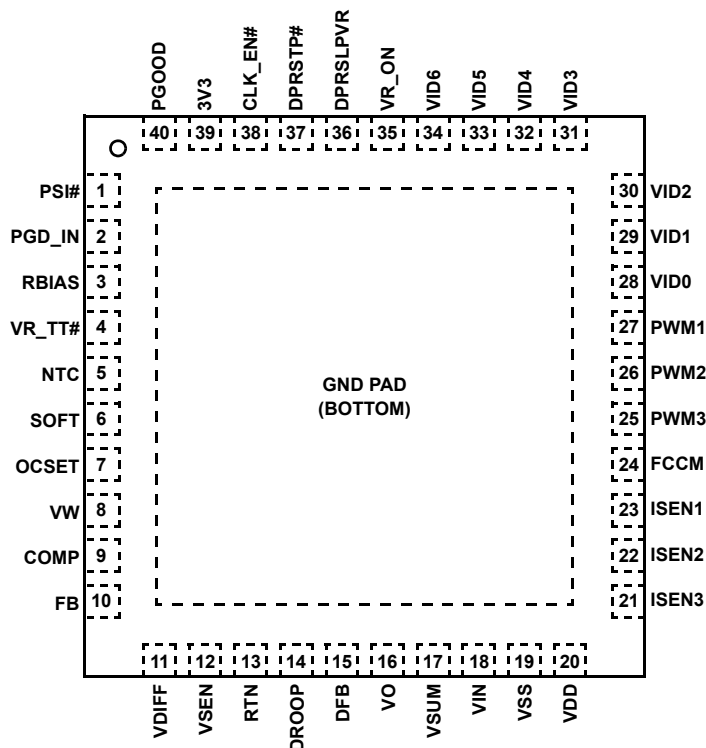 PGOOD
3V3
CLK_EN#
DPRSTP#
DPRSLPVR
VR_ON
VID6
VID5
VID4
VID3
40
39
38
37
36
35
34
33
32
31
PSI# 1
PGD_IN 2
RBIAS 3
VR_TT# 4
NTC 5
SOFT 6
OCSET 7
VW 8
COMP 9
FB 10
GND PAD
(BOTTOM)
30 VID2
29 VID1
28 VID0
27 PWM1
26 PWM2
25 PWM3
24 FCCM
23 ISEN1
22 ISEN2
21 ISEN3
11
12
13
14
15
16
17
18
19
20
VDIFF
VSEN
RTN
DROOP
DFB
VO
VSUM
VIN
VSS
VDD